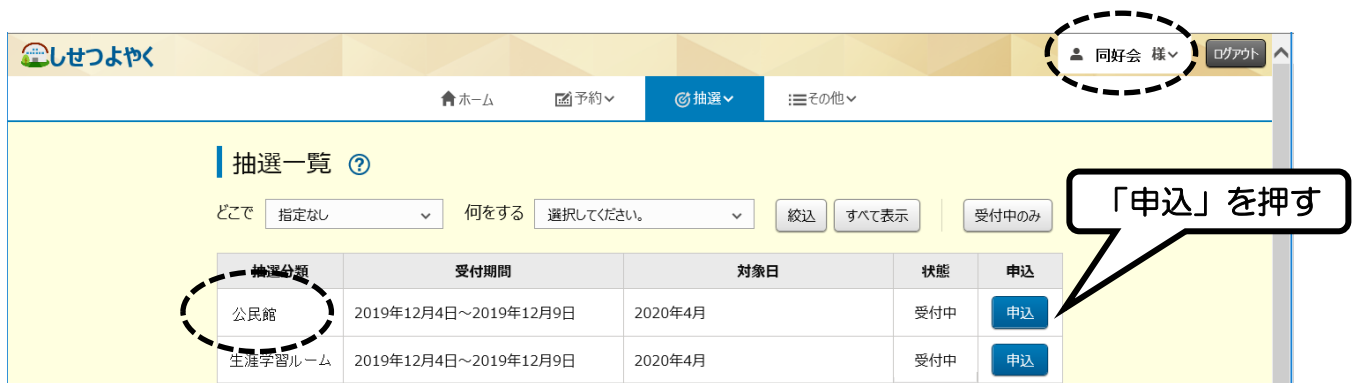 しせつよやく
同好会 様
ログアウト
ホーム 予約 抽選 その他
抽選一覧 ?
どこで 指定なし 何をする 選択してください。 絞込 すべて表示 受付中のみ
「申込」を押す
抽選分類 受付期間 対象日 状態 申込
公民館 2019年12月4日～2019年12月9日 2020年4月 受付中 申込
生涯学習ルーム 2019年12月4日～2019年12月9日 2020年4月 受付中 申込